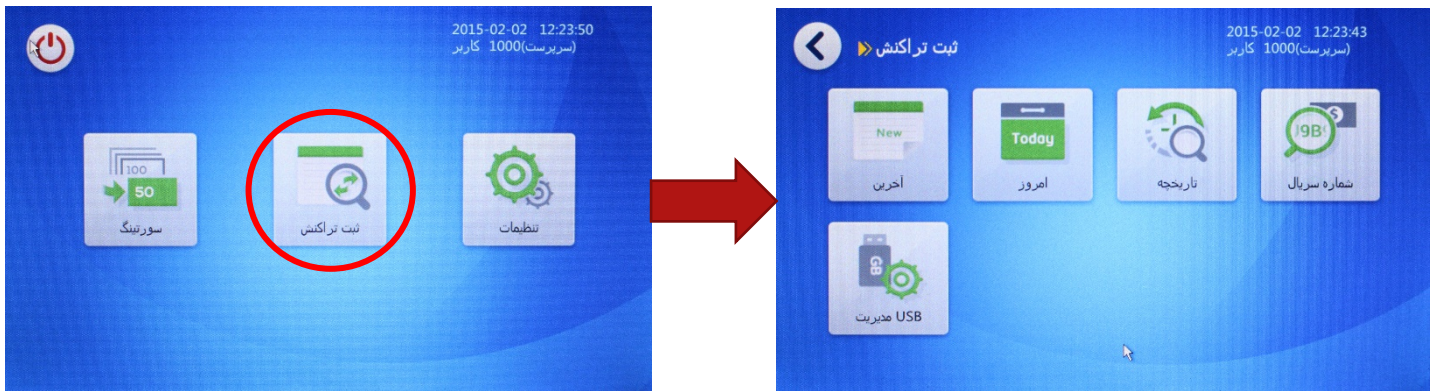 2015-02-02 12:23:50
(سرپرست)1000 کاربر
100
50
سورتینگ
ثبت تراکنش
تنظیمات
ثبت تراکنش
2015-02-02 12:23:43
(سرپرست)1000 کاربر
New
آخرین
Today
امروز
تاریخچه
9B
$
شماره سریال
GB
USB مدیریت